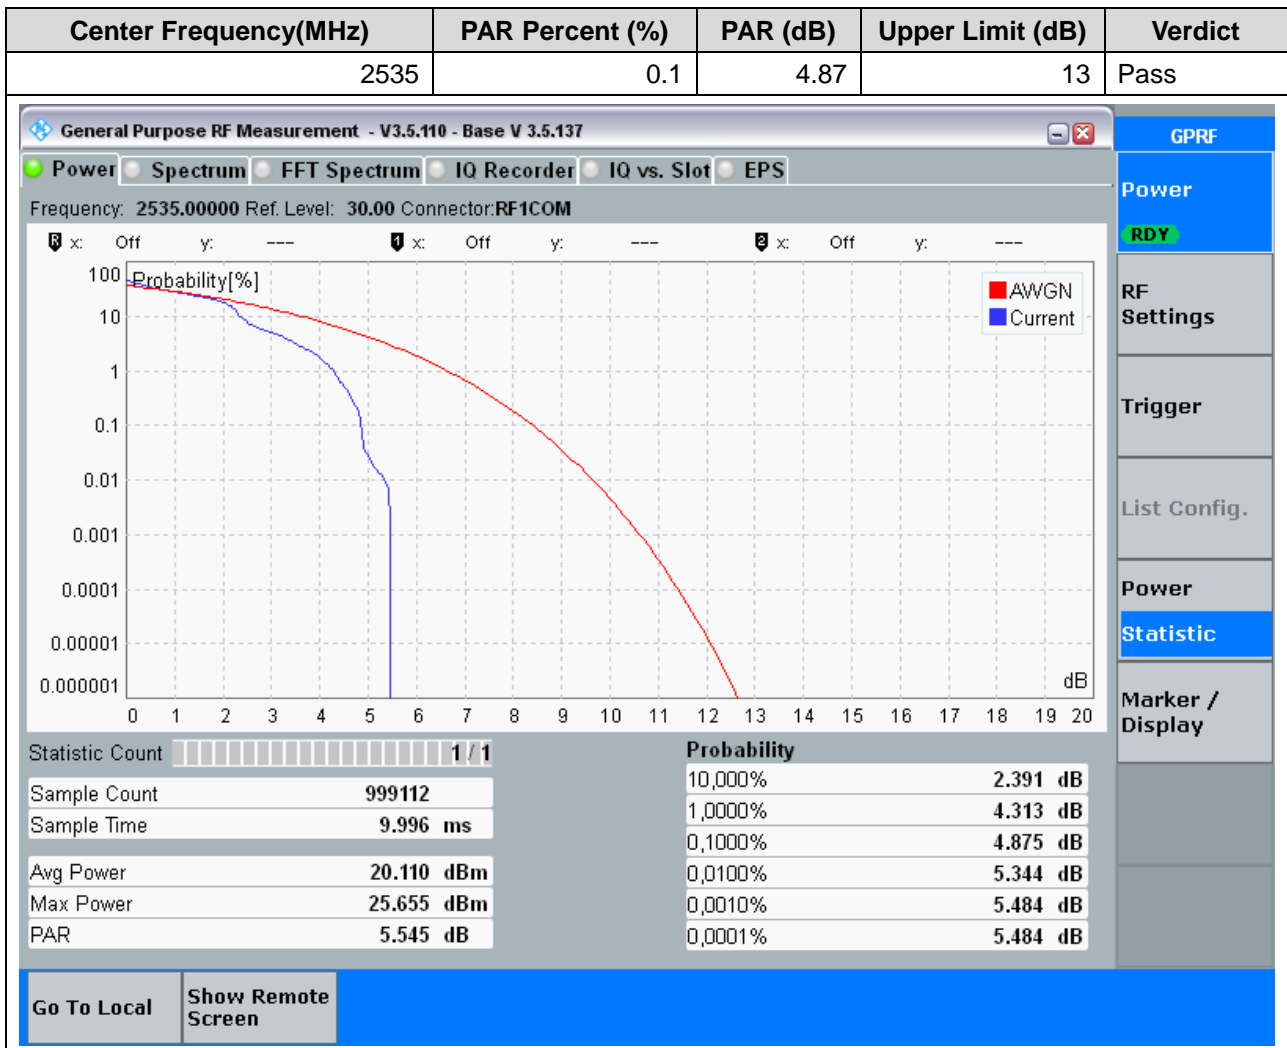 Center Frequency(MHz) PAR Percent (%) PAR (dB) Upper Limit (dB) Verdict
2535 0.1 4.87 13 Pass
General Purpose RF Measurement - V3.5.110 - Base V 3.5.137
GPRF
Power Spectrum FFT Spectrum IQ Recorder IQ vs. Slot EPS
Power
RDY
Frequency: 2535.00000 Ref. Level: 30.00 Connector:RF1COM
R x: Off y: --- 1 x: Off y: --- 2 x: Off y: ---
Probability[%]
AWGN
Current
100
10
1
0.1
0.01
0.001
0.0001
0.00001
0.000001
dB
0 1 2 3 4 5 6 7 8 9 10 11 12 13 14 15 16 17 18 19 20
RF
Settings
Trigger
List Config.
Power
Statistic
Marker /
Display
Statistic Count 1 / 1
Sample Count 999112
Sample Time 9.996 ms
Avg Power 20.110 dBm
Max Power 25.655 dBm
PAR 5.545 dB
Probability
10,000% 2.391 dB
1,0000% 4.313 dB
0,1000% 4.875 dB
0,0100% 5.344 dB
0,0010% 5.484 dB
0,0001% 5.484 dB
Go To Local
Show Remote
Screen